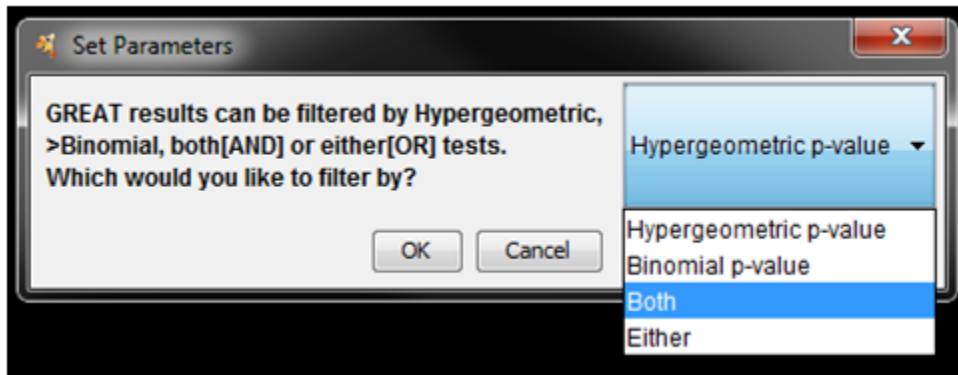 Set Parameters
GREAT results can be filtered by Hypergeometric,
>Binomial, both[AND] or either[OR] tests.
Which would you like to filter by?
Hypergeometric p-value
OK
Cancel
Hypergeometric p-value
Binomial p-value
Both
Either